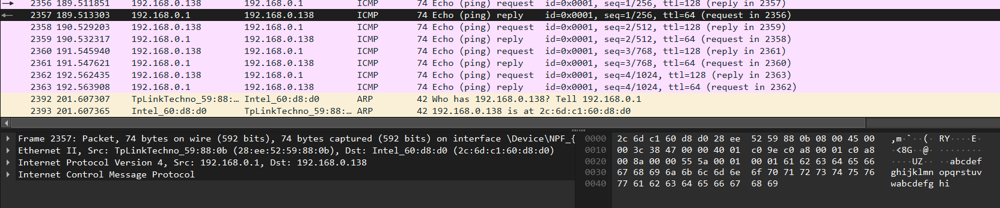 2356 189.511851 192.168.0.138 192.168.0.1 ICMP 74 Echo (ping) request id=0x0001, seq=1/256, ttl=128 (reply in 2357)
2357 189.513303 192.168.0.1 192.168.0.138 ICMP 74 Echo (ping) reply id=0x0001, seq=1/256, ttl=64 (request in 2356)
2358 190.529203 192.168.0.138 192.168.0.1 ICMP 74 Echo (ping) request id=0x0001, seq=2/512, ttl=128 (reply in 2359)
2359 190.532317 192.168.0.1 192.168.0.138 ICMP 74 Echo (ping) reply id=0x0001, seq=2/512, ttl=64 (request in 2358)
2360 191.545940 192.168.0.138 192.168.0.1 ICMP 74 Echo (ping) request id=0x0001, seq=3/768, ttl=128 (reply in 2361)
2361 191.547621 192.168.0.1 192.168.0.138 ICMP 74 Echo (ping) reply id=0x0001, seq=3/768, ttl=64 (request in 2360)
2362 192.562435 192.168.0.138 192.168.0.1 ICMP 74 Echo (ping) request id=0x0001, seq=4/1024, ttl=128 (reply in 2363)
2363 192.563908 192.168.0.1 192.168.0.138 ICMP 74 Echo (ping) reply id=0x0001, seq=4/1024, ttl=64 (request in 2362)
2392 201.607307 TpLinkTechno_59:88:… Intel_60:d8:d0 ARP 42 Who has 192.168.0.138? Tell 192.168.0.1
2393 201.607365 Intel_60:d8:d0 TpLinkTechno_59:88:… ARP 42 192.168.0.138 is at 2c:6d:c1:60:d8:d0
Frame 2357: Packet, 74 bytes on wire (592 bits), 74 bytes captured (592 bits) on interface \Device\NPF_{
Ethernet II, Src: TpLinkTechno_59:88:0b (28:ee:52:59:88:0b), Dst: Intel_60:d8:d0 (2c:6d:c1:60:d8:d0)
Internet Protocol Version 4, Src: 192.168.0.1, Dst: 192.168.0.138
Internet Control Message Protocol
0000 2c 6d c1 60 d8 d0 28 ee 52 59 88 0b 08 00 45 00 ,m·`··(· RY····E·
0010 00 3c 38 47 00 00 40 01 c0 9e c0 a8 00 01 c0 a8 ·<8G··@· ········
0020 00 8a 00 00 55 5a 00 01 00 01 61 62 63 64 65 66 ····UZ·· ··abcdef
0030 67 68 69 6a 6b 6c 6d 6e 6f 70 71 72 73 74 75 76 ghijklmn opqrstuv
0040 77 61 62 63 64 65 66 67 68 69 wabcdefg hi